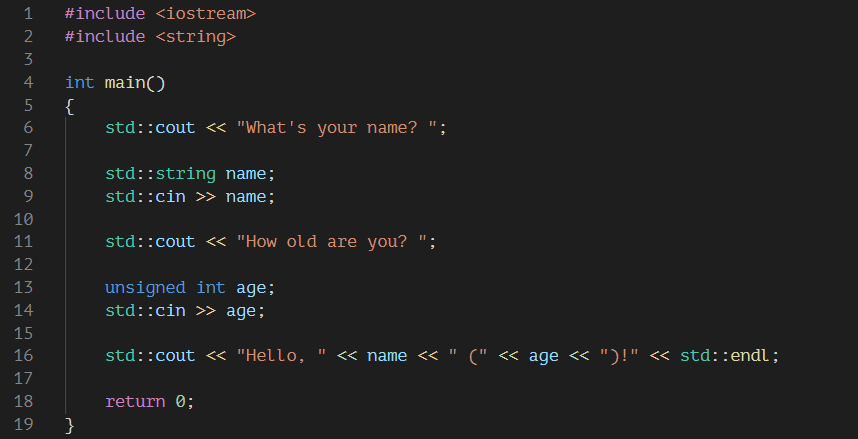 1 #include <iostream>
2 #include <string>
3
4 int main()
5 {
6     std::cout << "What's your name? ";
7
8     std::string name;
9     std::cin >> name;
10
11     std::cout << "How old are you? ";
12
13     unsigned int age;
14     std::cin >> age;
15
16     std::cout << "Hello, " << name << " (" << age << ")!" << std::endl;
17
18     return 0;
19 }